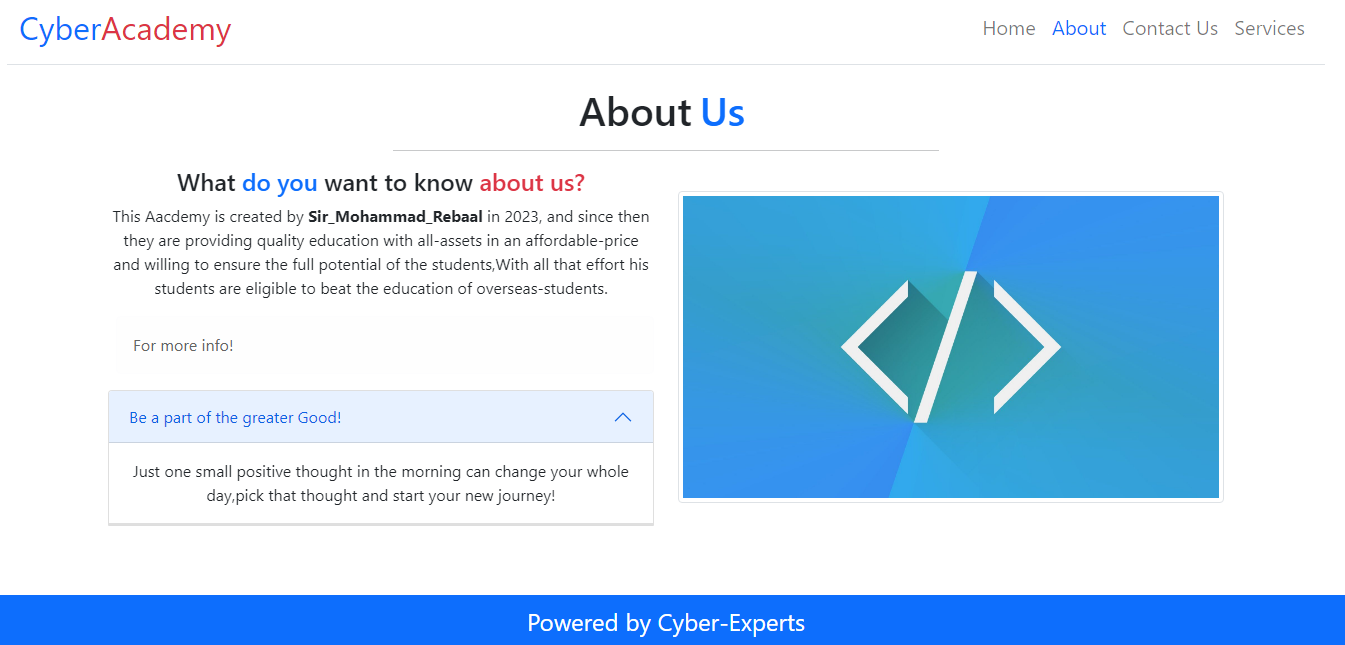 CyberAcademy
Home About Contact Us Services
About Us
What do you want to know about us?
This Aacdemy is created by Sir_Mohammad_Rebaal in 2023, and since then
they are providing quality education with all-assets in an affordable-price
and willing to ensure the full potential of the students,With all that effort his
students are eligible to beat the education of overseas-students.
For more info!
Be a part of the greater Good!
Just one small positive thought in the morning can change your whole
day,pick that thought and start your new journey!
Powered by Cyber-Experts